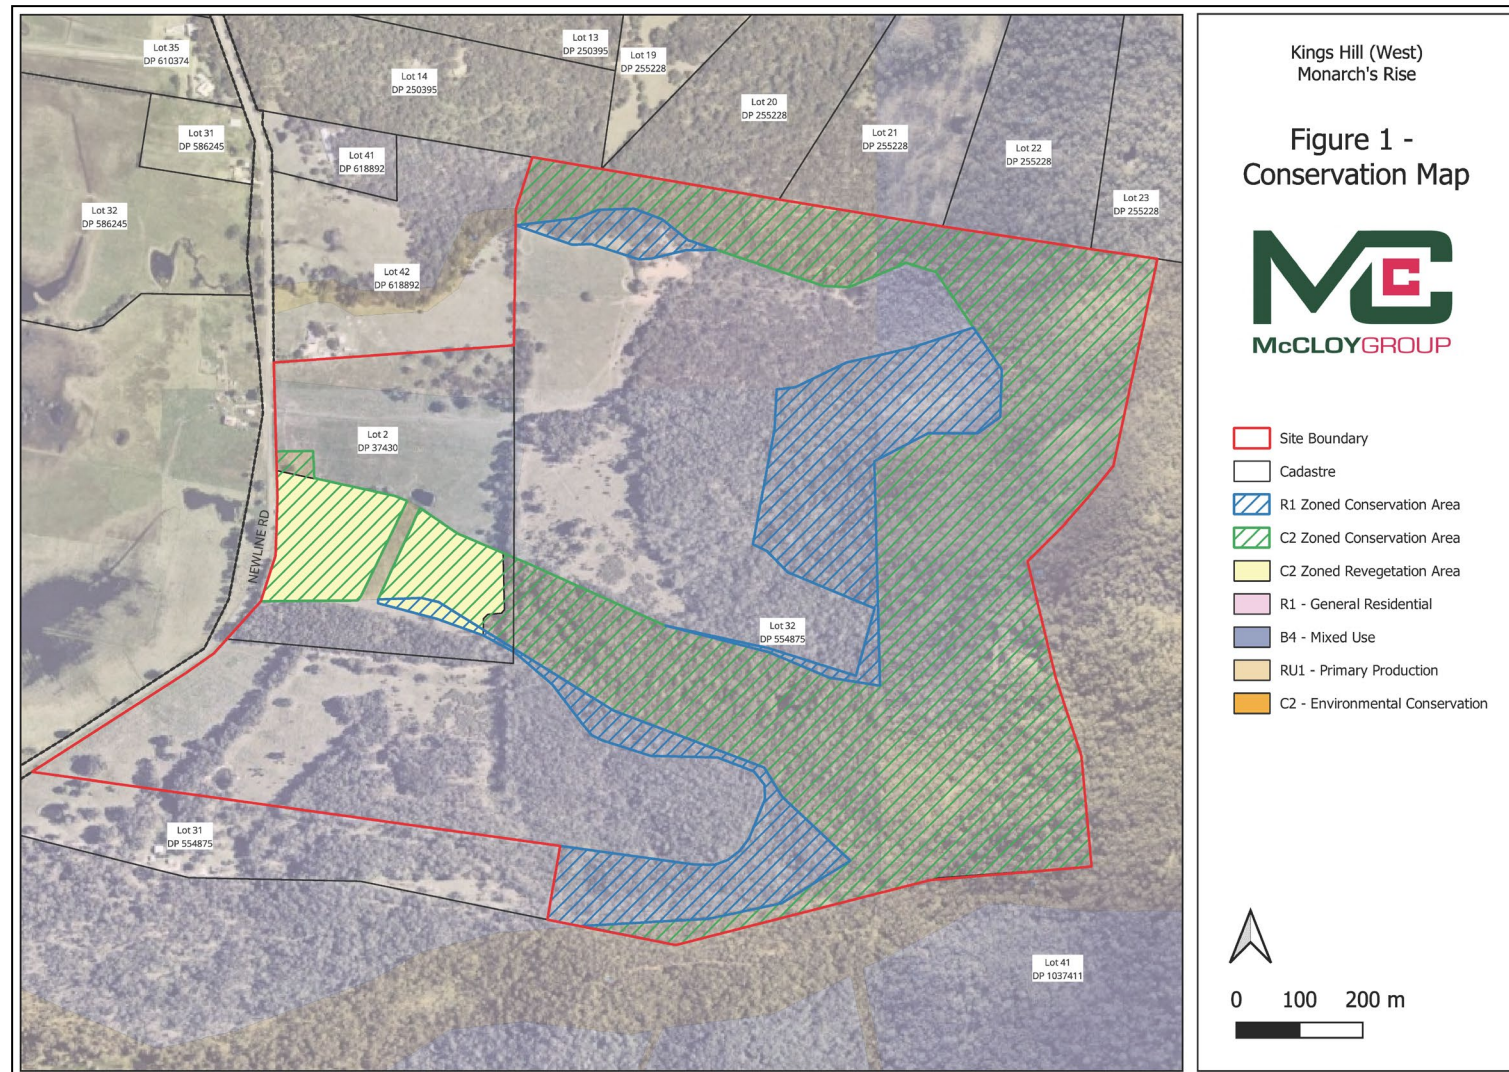 Lot 35
DP 610374
Lot 13
DP 250395
Lot 19
DP 255228
Lot 14
DP 250395
Lot 20
DP 255228
Lot 31
DP 586245
Lot 41
DP 618892
Lot 21
DP 255228
Lot 22
DP 255228
Lot 32
DP 586245
Lot 23
DP 255228
Lot 42
DP 618892
Lot 2
DP 37430
NEWLINE RD
Lot 32
DP 554875
Lot 31
DP 554875
Lot 41
DP 1037411
Kings Hill (West)
Monarch's Rise
Figure 1 -
Conservation Map
MCC
McCLOYGROUP
Site Boundary
Cadastre
R1 Zoned Conservation Area
C2 Zoned Conservation Area
C2 Zoned Revegetation Area
R1 - General Residential
B4 - Mixed Use
RU1 - Primary Production
C2 - Environmental Conservation
0 100 200 m